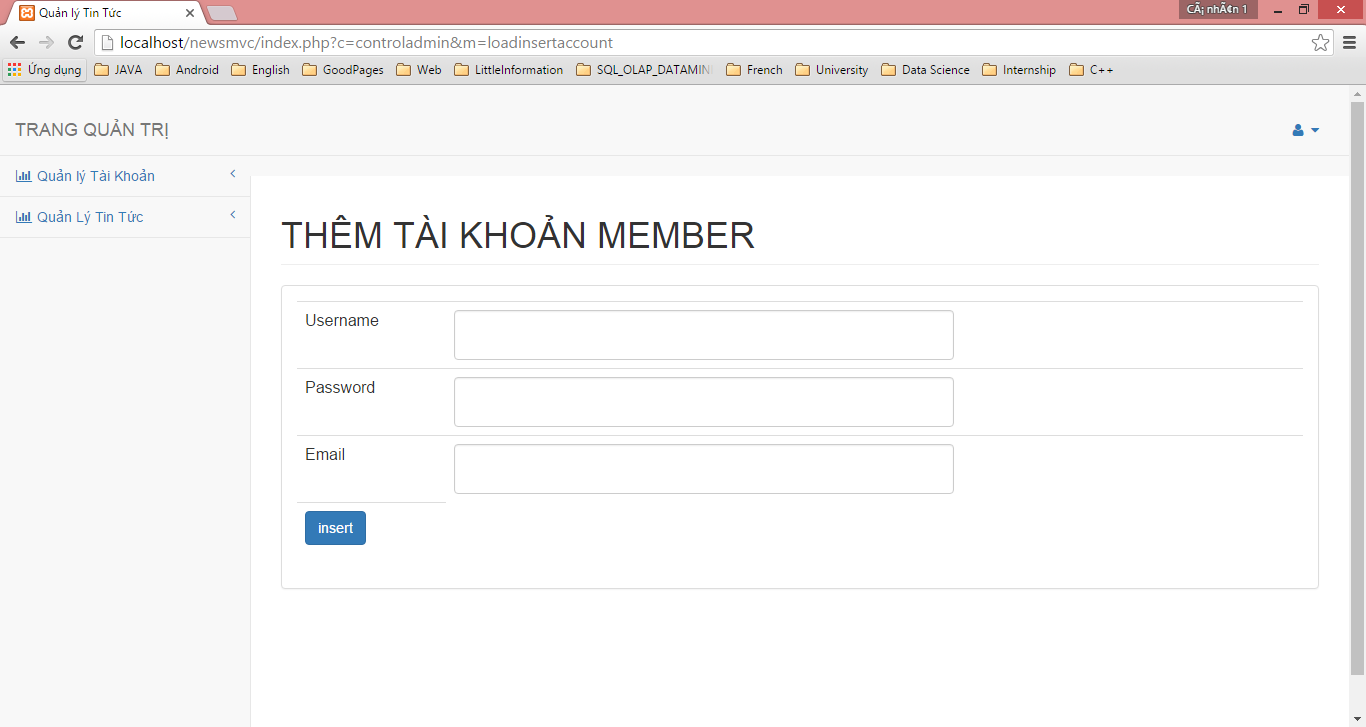 Quản lý Tin Tức
CÃ¡ nhÃ¢n 1
localhost/newsmvc/index.php?c=controladmin&m=loadinsertaccount
Ứng dụng JAVA Android English GoodPages Web LittleInformation SQL_OLAP_DATAMIN French University Data Science Internship C++
TRANG QUẢN TRỊ
Quản lý Tài Khoản
Quản Lý Tin Tức
THÊM TÀI KHOẢN MEMBER
Username
Password
Email
insert